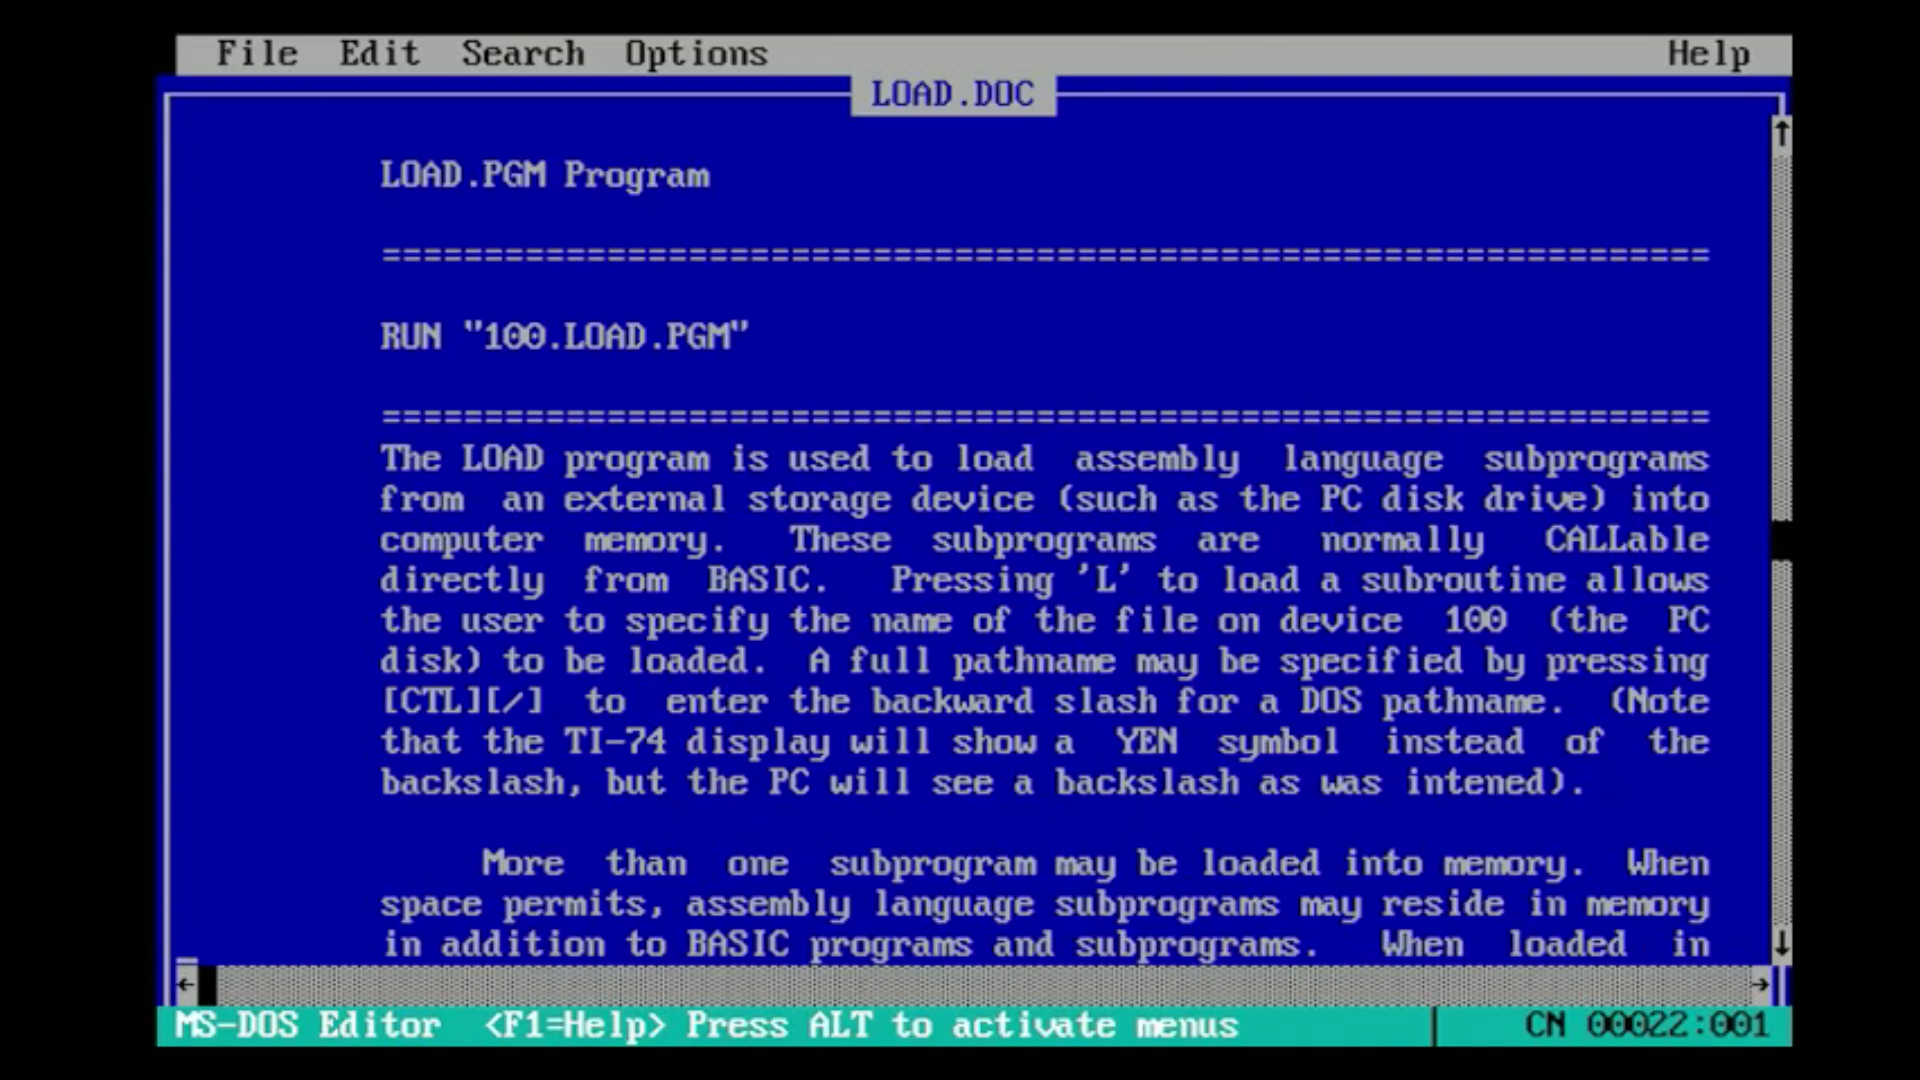 File Edit Search Options Help
LOAD.DOC
LOAD.PGM Program
=================================================================
RUN "100.LOAD.PGM"
=================================================================
The LOAD program is used to load assembly language subprograms
from an external storage device (such as the PC disk drive) into
computer memory. These subprograms are normally CALLable
directly from BASIC. Pressing 'L' to load a subroutine allows
the user to specify the name of the file on device 100 (the PC
disk) to be loaded. A full pathname may be specified by pressing
[CTL][/] to enter the backward slash for a DOS pathname. (Note
that the TI-74 display will show a YEN symbol instead of the
backslash, but the PC will see a backslash as was intened).
More than one subprogram may be loaded into memory. When
space permits, assembly language subprograms may reside in memory
in addition to BASIC programs and subprograms. When loaded in
MS-DOS Editor <F1=Help> Press ALT to activate menus CN 00022:001